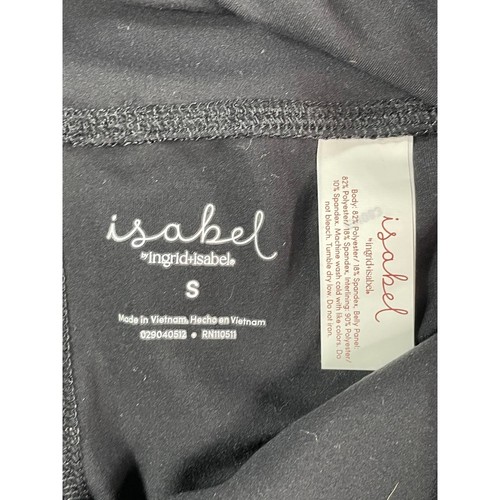 isabel
by ingrid+isabel®
S
Made in Vietnam. Hecho en Vietnam
029040512 • RN110511
isabel
by ingrid+isabel®
Body: 82% Polyester/ 18% Spandex, Belly Panel:
82% Polyester/ 18% Spandex, Interlining: 90% Polyester/
10% Spandex. Machine wash cold with like colors. Do
not bleach. Tumble dry low. Do not iron.